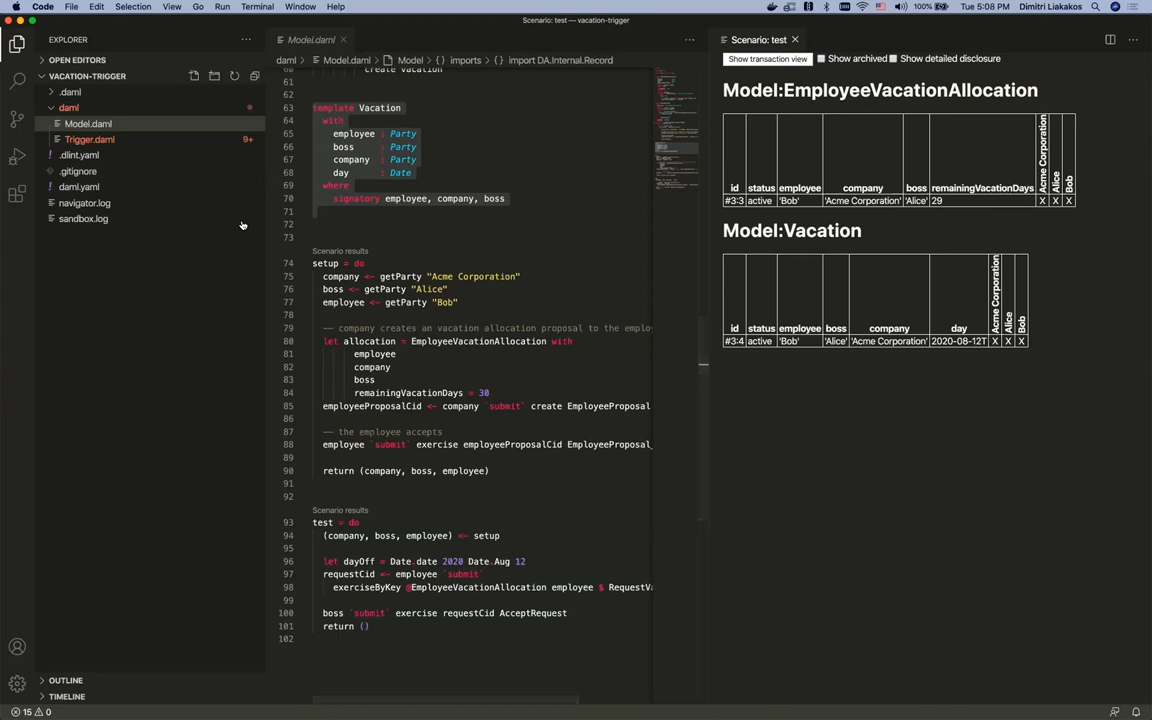 Code File Edit Selection View Go Run Terminal Window Help 100% Tue 5:08 PM Dimitri Liakakos
Scenario: test — vacation-trigger
EXPLORER
OPEN EDITORS
VACATION-TRIGGER
.daml
daml
Model.daml
Trigger.daml 9+
.dlint.yaml
.gitignore
daml.yaml
navigator.log
sandbox.log
OUTLINE
TIMELINE
15 0
Model.daml
daml > Model.daml > Model > {} imports > import DA.Internal.Record
60 create Vacation
61
62
63 template Vacation
64 with
65 employee : Party
66 boss : Party
67 company : Party
68 day : Date
69 where
70 signatory employee, company, boss
71
72
73
Scenario results
74 setup = do
75 company <- getParty "Acme Corporation"
76 boss <- getParty "Alice"
77 employee <- getParty "Bob"
78
79 -- company creates an vacation allocation proposal to the emplo
80 let allocation = EmployeeVacationAllocation with
81 employee
82 company
83 boss
84 remainingVacationDays = 30
85 employeeProposalCid <- company `submit` create EmployeeProposal
86
87 -- the employee accepts
88 employee `submit` exercise employeeProposalCid EmployeeProposal_
89
90 return (company, boss, employee)
91
92
Scenario results
93 test = do
94 (company, boss, employee) <- setup
95
96 let dayOff = Date.date 2020 Date.Aug 12
97 requestCid <- employee `submit`
98 exerciseByKey @EmployeeVacationAllocation employee $ RequestVa
99
100 boss `submit` exercise requestCid AcceptRequest
101 return ()
102
Scenario: test
Show transaction view Show archived Show detailed disclosure
Model:EmployeeVacationAllocation
id status employee company boss remainingVacationDays Acme Corporation Alice Bob
#3:3 active 'Bob' 'Acme Corporation' 'Alice' 29 X X X
Model:Vacation
id status employee boss company day Acme Corporation Alice Bob
#3:4 active 'Bob' 'Alice' 'Acme Corporation' 2020-08-12T X X X